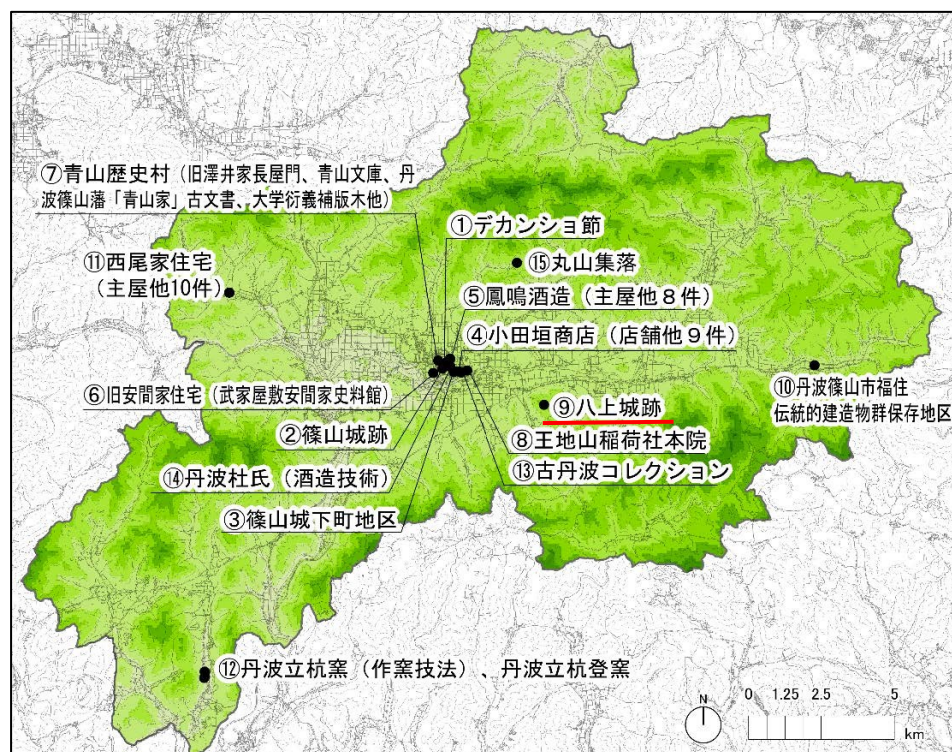 ⑦青山歴史村（旧澤井家長屋門、青山文庫、丹
波篠山藩「青山家」古文書、大学衍義補版木他）
①デカンショ節
⑪西尾家住宅
（主屋他10件）
⑮丸山集落
⑤鳳鳴酒造（主屋他８件）
④小田垣商店（店舗他９件）
⑥旧安間家住宅（武家屋敷安間家史料館）
⑨八上城跡
⑩丹波篠山市福住
伝統的建造物群保存地区
②篠山城跡
⑧王地山稲荷社本院
⑭丹波杜氏（酒造技術）
⑬古丹波コレクション
③篠山城下町地区
⑫丹波立杭窯（作窯技法）、丹波立杭登窯
N
0 1.25 2.5 5
km